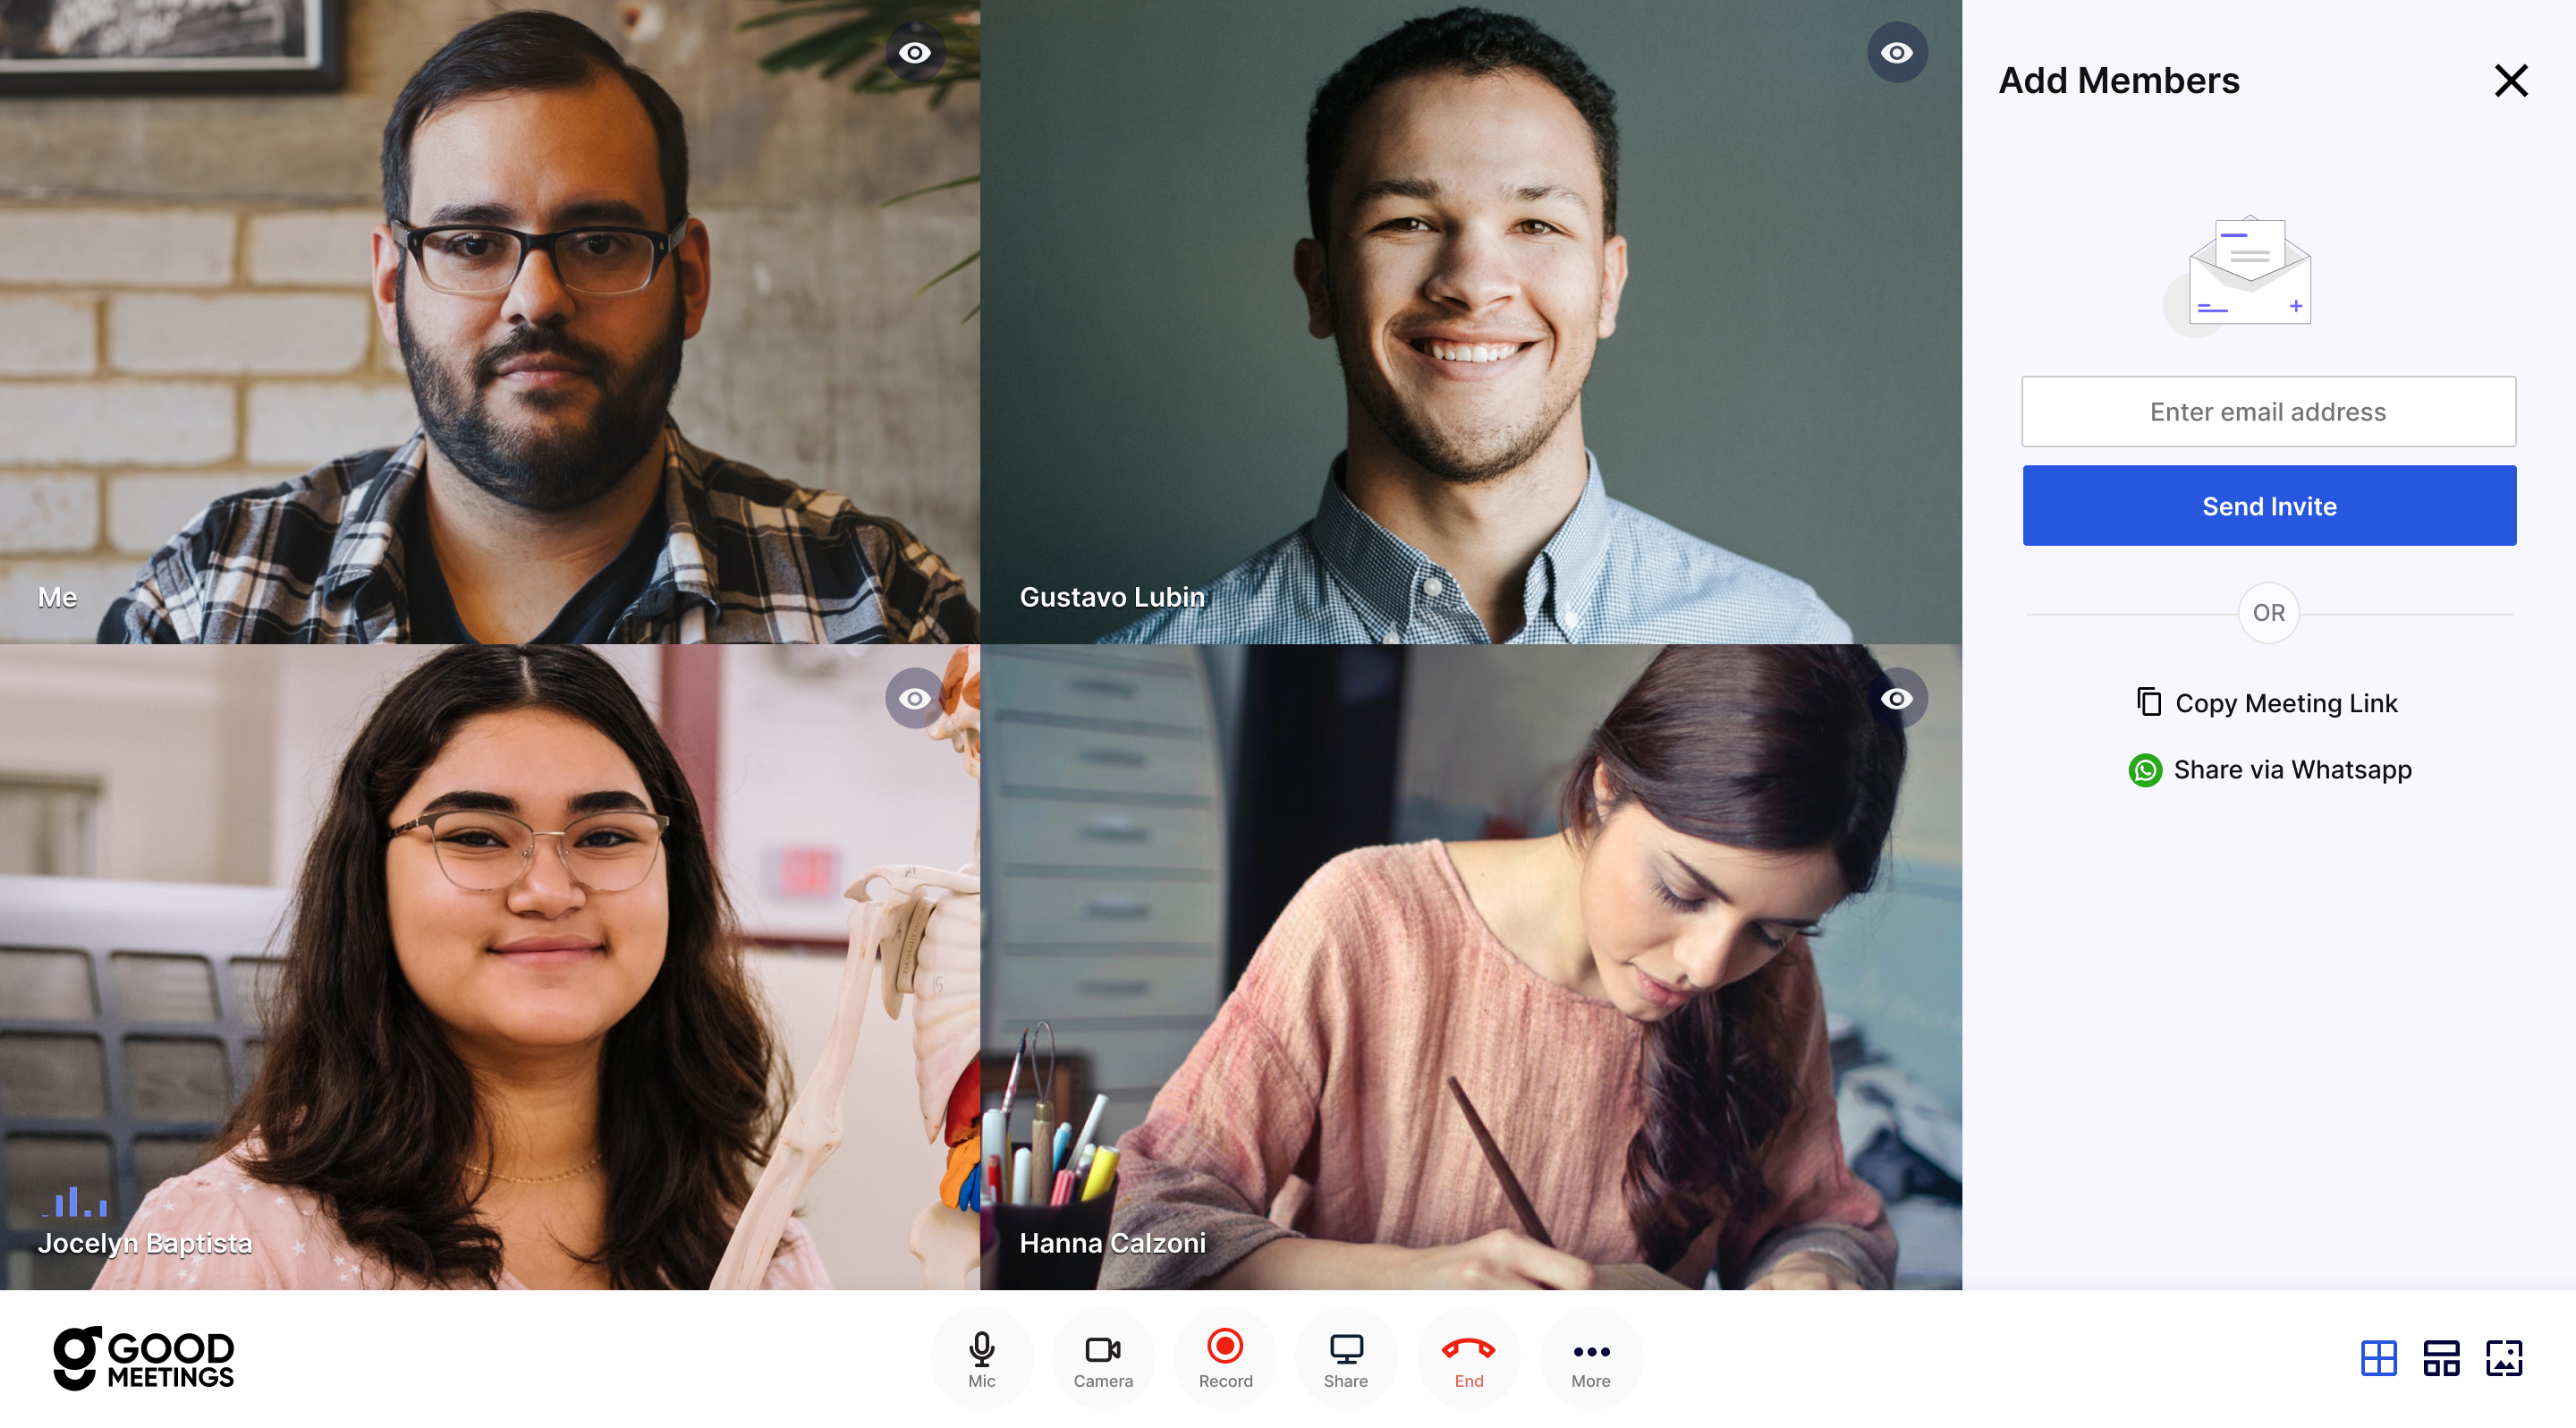 Me
Gustavo Lubin
Jocelyn Baptista
Hanna Calzoni
Add Members
Enter email address
Send Invite
OR
Copy Meeting Link
Share via Whatsapp
GOOD
MEETINGS
Mic
Camera
Record
Share
End
More